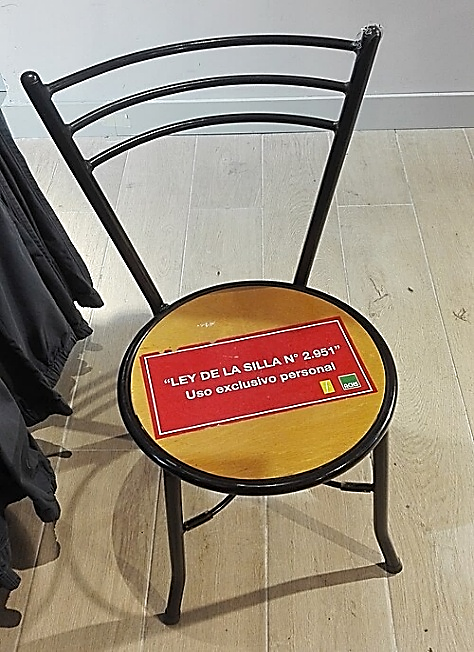 "LEY DE LA SILLA N° 2.951"
Uso exclusivo personal